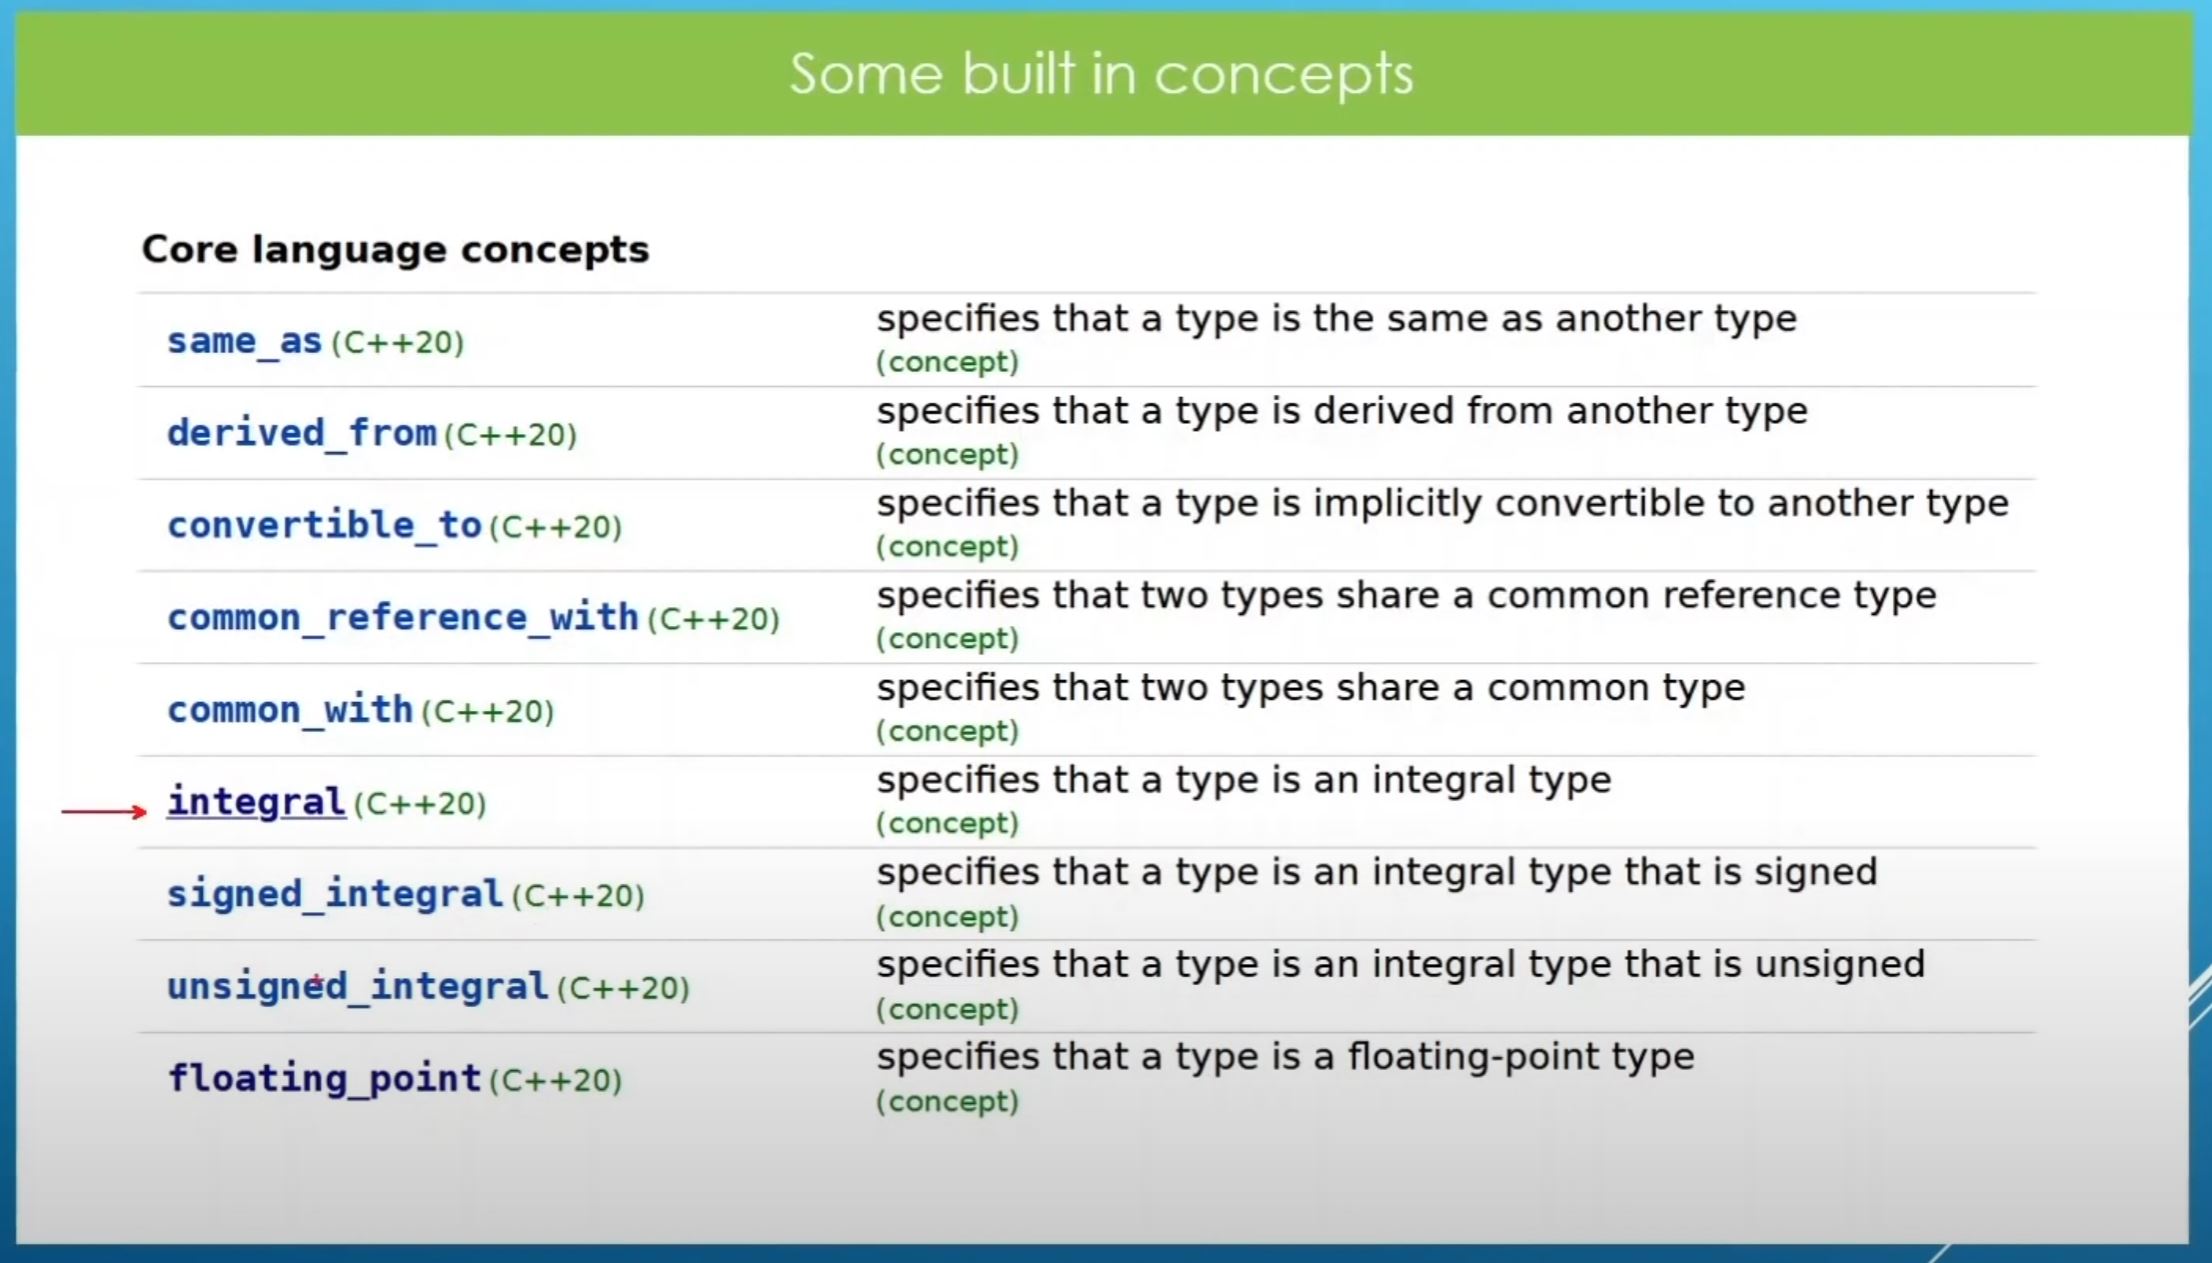 Some built in concepts
Core language concepts
same_as (C++20)
specifies that a type is the same as another type
(concept)
derived_from (C++20)
specifies that a type is derived from another type
(concept)
convertible_to (C++20)
specifies that a type is implicitly convertible to another type
(concept)
common_reference_with (C++20)
specifies that two types share a common reference type
(concept)
common_with (C++20)
specifies that two types share a common type
(concept)
integral (C++20)
specifies that a type is an integral type
(concept)
signed_integral (C++20)
specifies that a type is an integral type that is signed
(concept)
unsigned_integral (C++20)
specifies that a type is an integral type that is unsigned
(concept)
floating_point (C++20)
specifies that a type is a floating-point type
(concept)